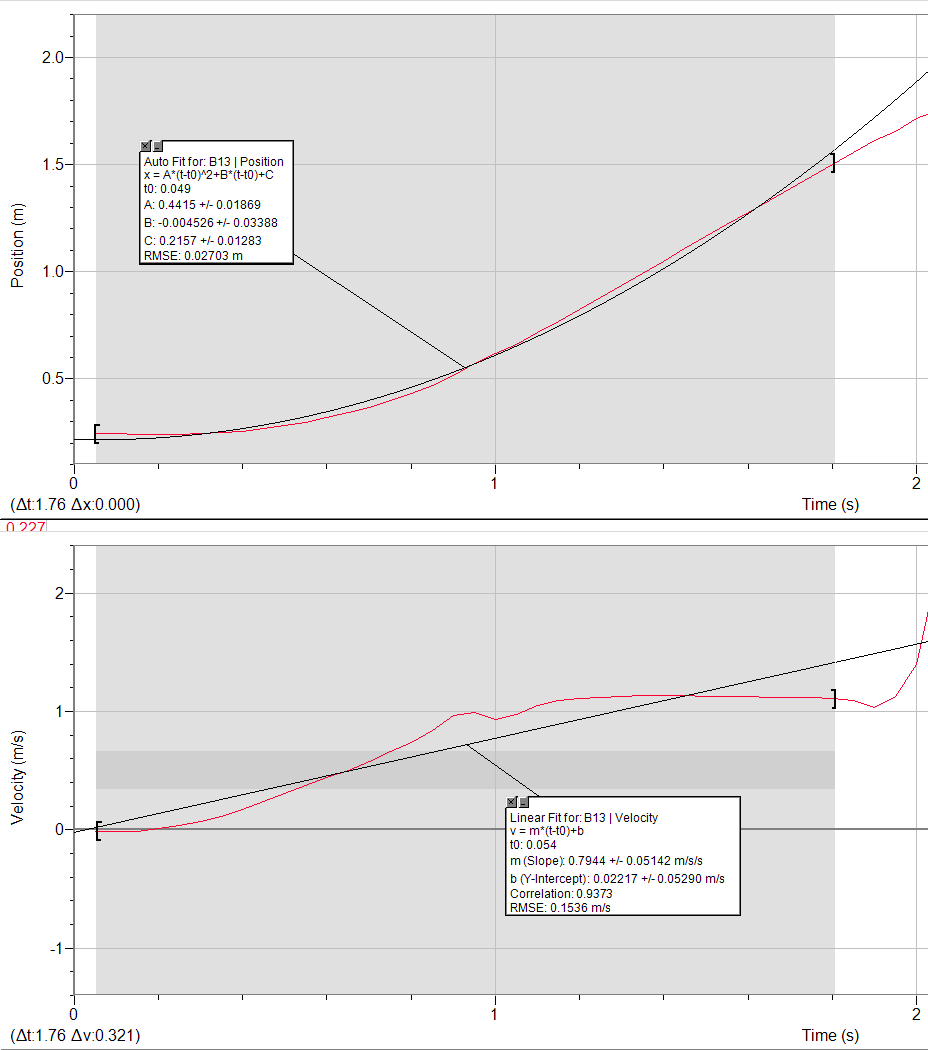 2.0
Auto Fit for: B13 | Position
x = A*(t-t0)^2+B*(t-t0)+C
t0: 0.049
A: 0.4415 +/- 0.01869
B: -0.004526 +/- 0.03388
C: 0.2157 +/- 0.01283
RMSE: 0.02703 m
1.5
Position (m)
1.0
0.5
0
1
2
(Δt:1.76 Δx:0.000)
Time (s)
0.227
2
1
Velocity (m/s)
0
Linear Fit for: B13 | Velocity
v = m*(t-t0)+b
t0: 0.054
m (Slope): 0.7944 +/- 0.05142 m/s/s
b (Y-Intercept): 0.02217 +/- 0.05290 m/s
Correlation: 0.9373
RMSE: 0.1536 m/s
-1
0
1
2
(Δt:1.76 Δv:0.321)
Time (s)